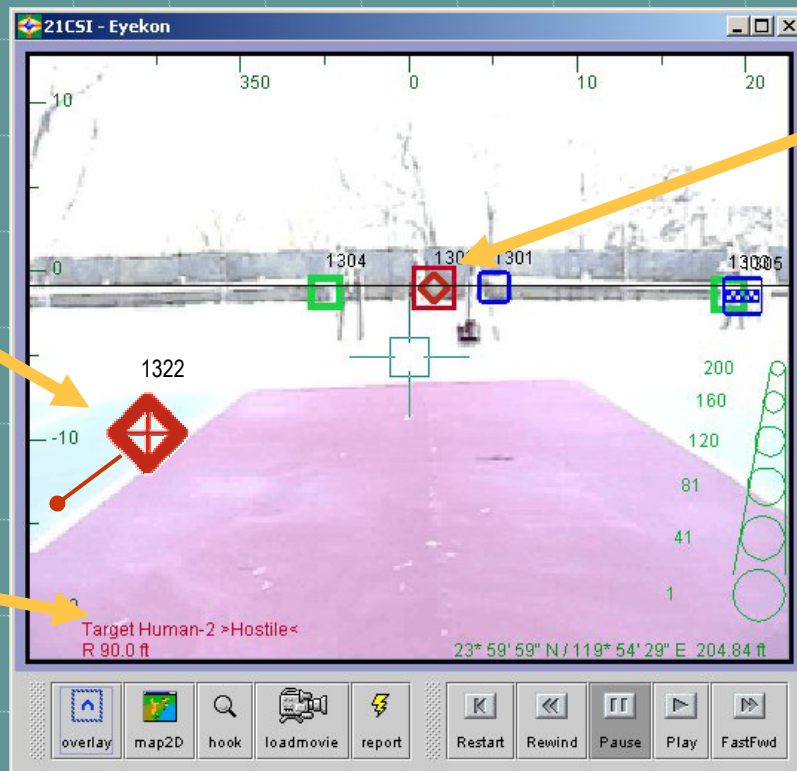 21CSI - Eyekon
350 0 10 20
10
0
1304 1301
1322
-10
200
160
120
81
41
1
Target Human-2 >Hostile<
R 90.0 ft
23* 59' 59" N / 119* 54' 29" E 204.84 ft
overlay map2D hook loadmovie report Restart Rewind Pause Play FastFwd